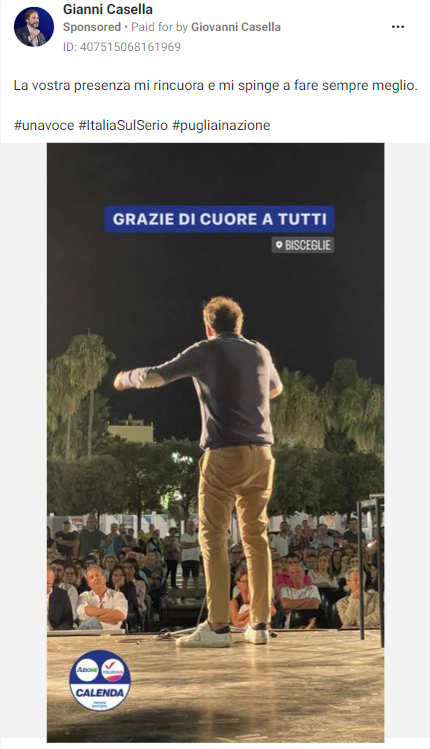 Gianni Casella
Sponsored • Paid for by Giovanni Casella
ID: 407515068161969
La vostra presenza mi rincuora e mi spinge a fare sempre meglio.
#unavoce #ItaliaSulSerio #pugliainazione
GRAZIE DI CUORE A TUTTI
BISCEGLIE
AZIONE
ITALIA VIVA
CALENDA